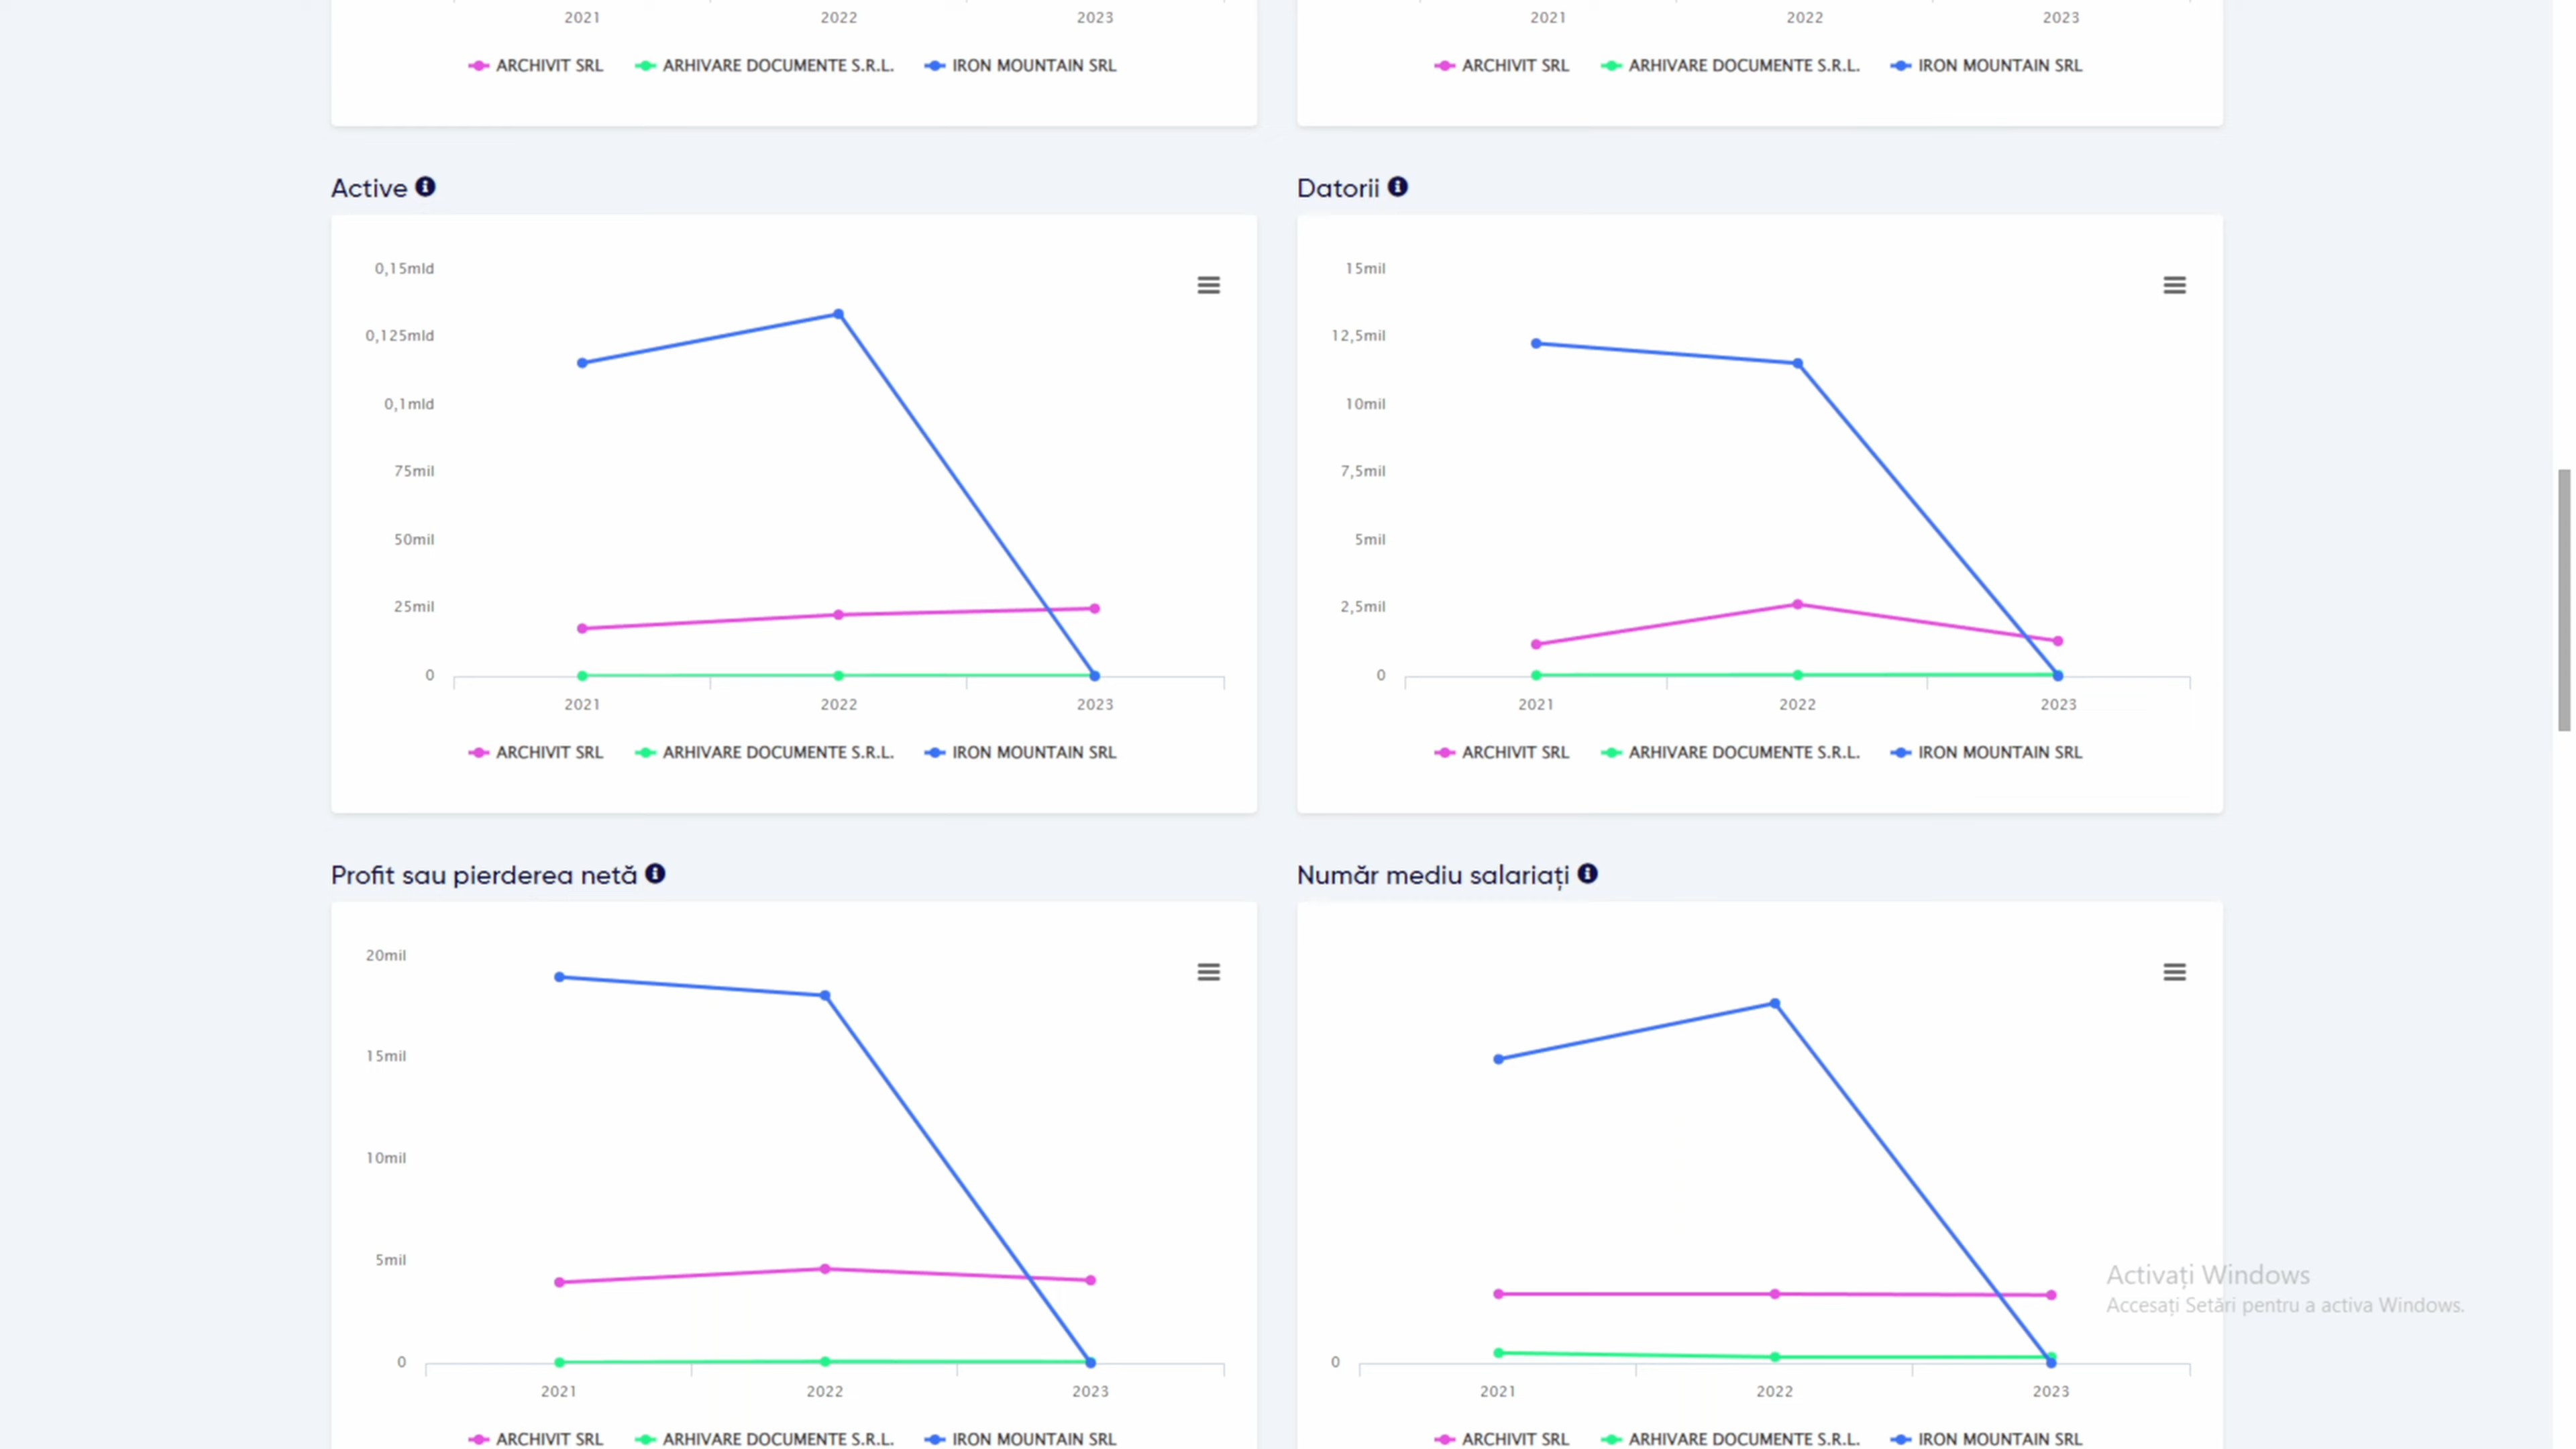 2021 2022 2023
ARCHIVIT SRL ARHIVARE DOCUMENTE S.R.L. IRON MOUNTAIN SRL
2021 2022 2023
ARCHIVIT SRL ARHIVARE DOCUMENTE S.R.L. IRON MOUNTAIN SRL
Active
0,15mld
0,125mld
0,1mld
75mil
50mil
25mil
0
2021 2022 2023
ARCHIVIT SRL ARHIVARE DOCUMENTE S.R.L. IRON MOUNTAIN SRL
Datorii
15mil
12,5mil
10mil
7,5mil
5mil
2,5mil
0
2021 2022 2023
ARCHIVIT SRL ARHIVARE DOCUMENTE S.R.L. IRON MOUNTAIN SRL
Profit sau pierderea netă
20mil
15mil
10mil
5mil
0
2021 2022 2023
ARCHIVIT SRL ARHIVARE DOCUMENTE S.R.L. IRON MOUNTAIN SRL
Număr mediu salariați
0
2021 2022 2023
ARCHIVIT SRL ARHIVARE DOCUMENTE S.R.L. IRON MOUNTAIN SRL
Activați Windows
Accesați Setări pentru a activa Windows.